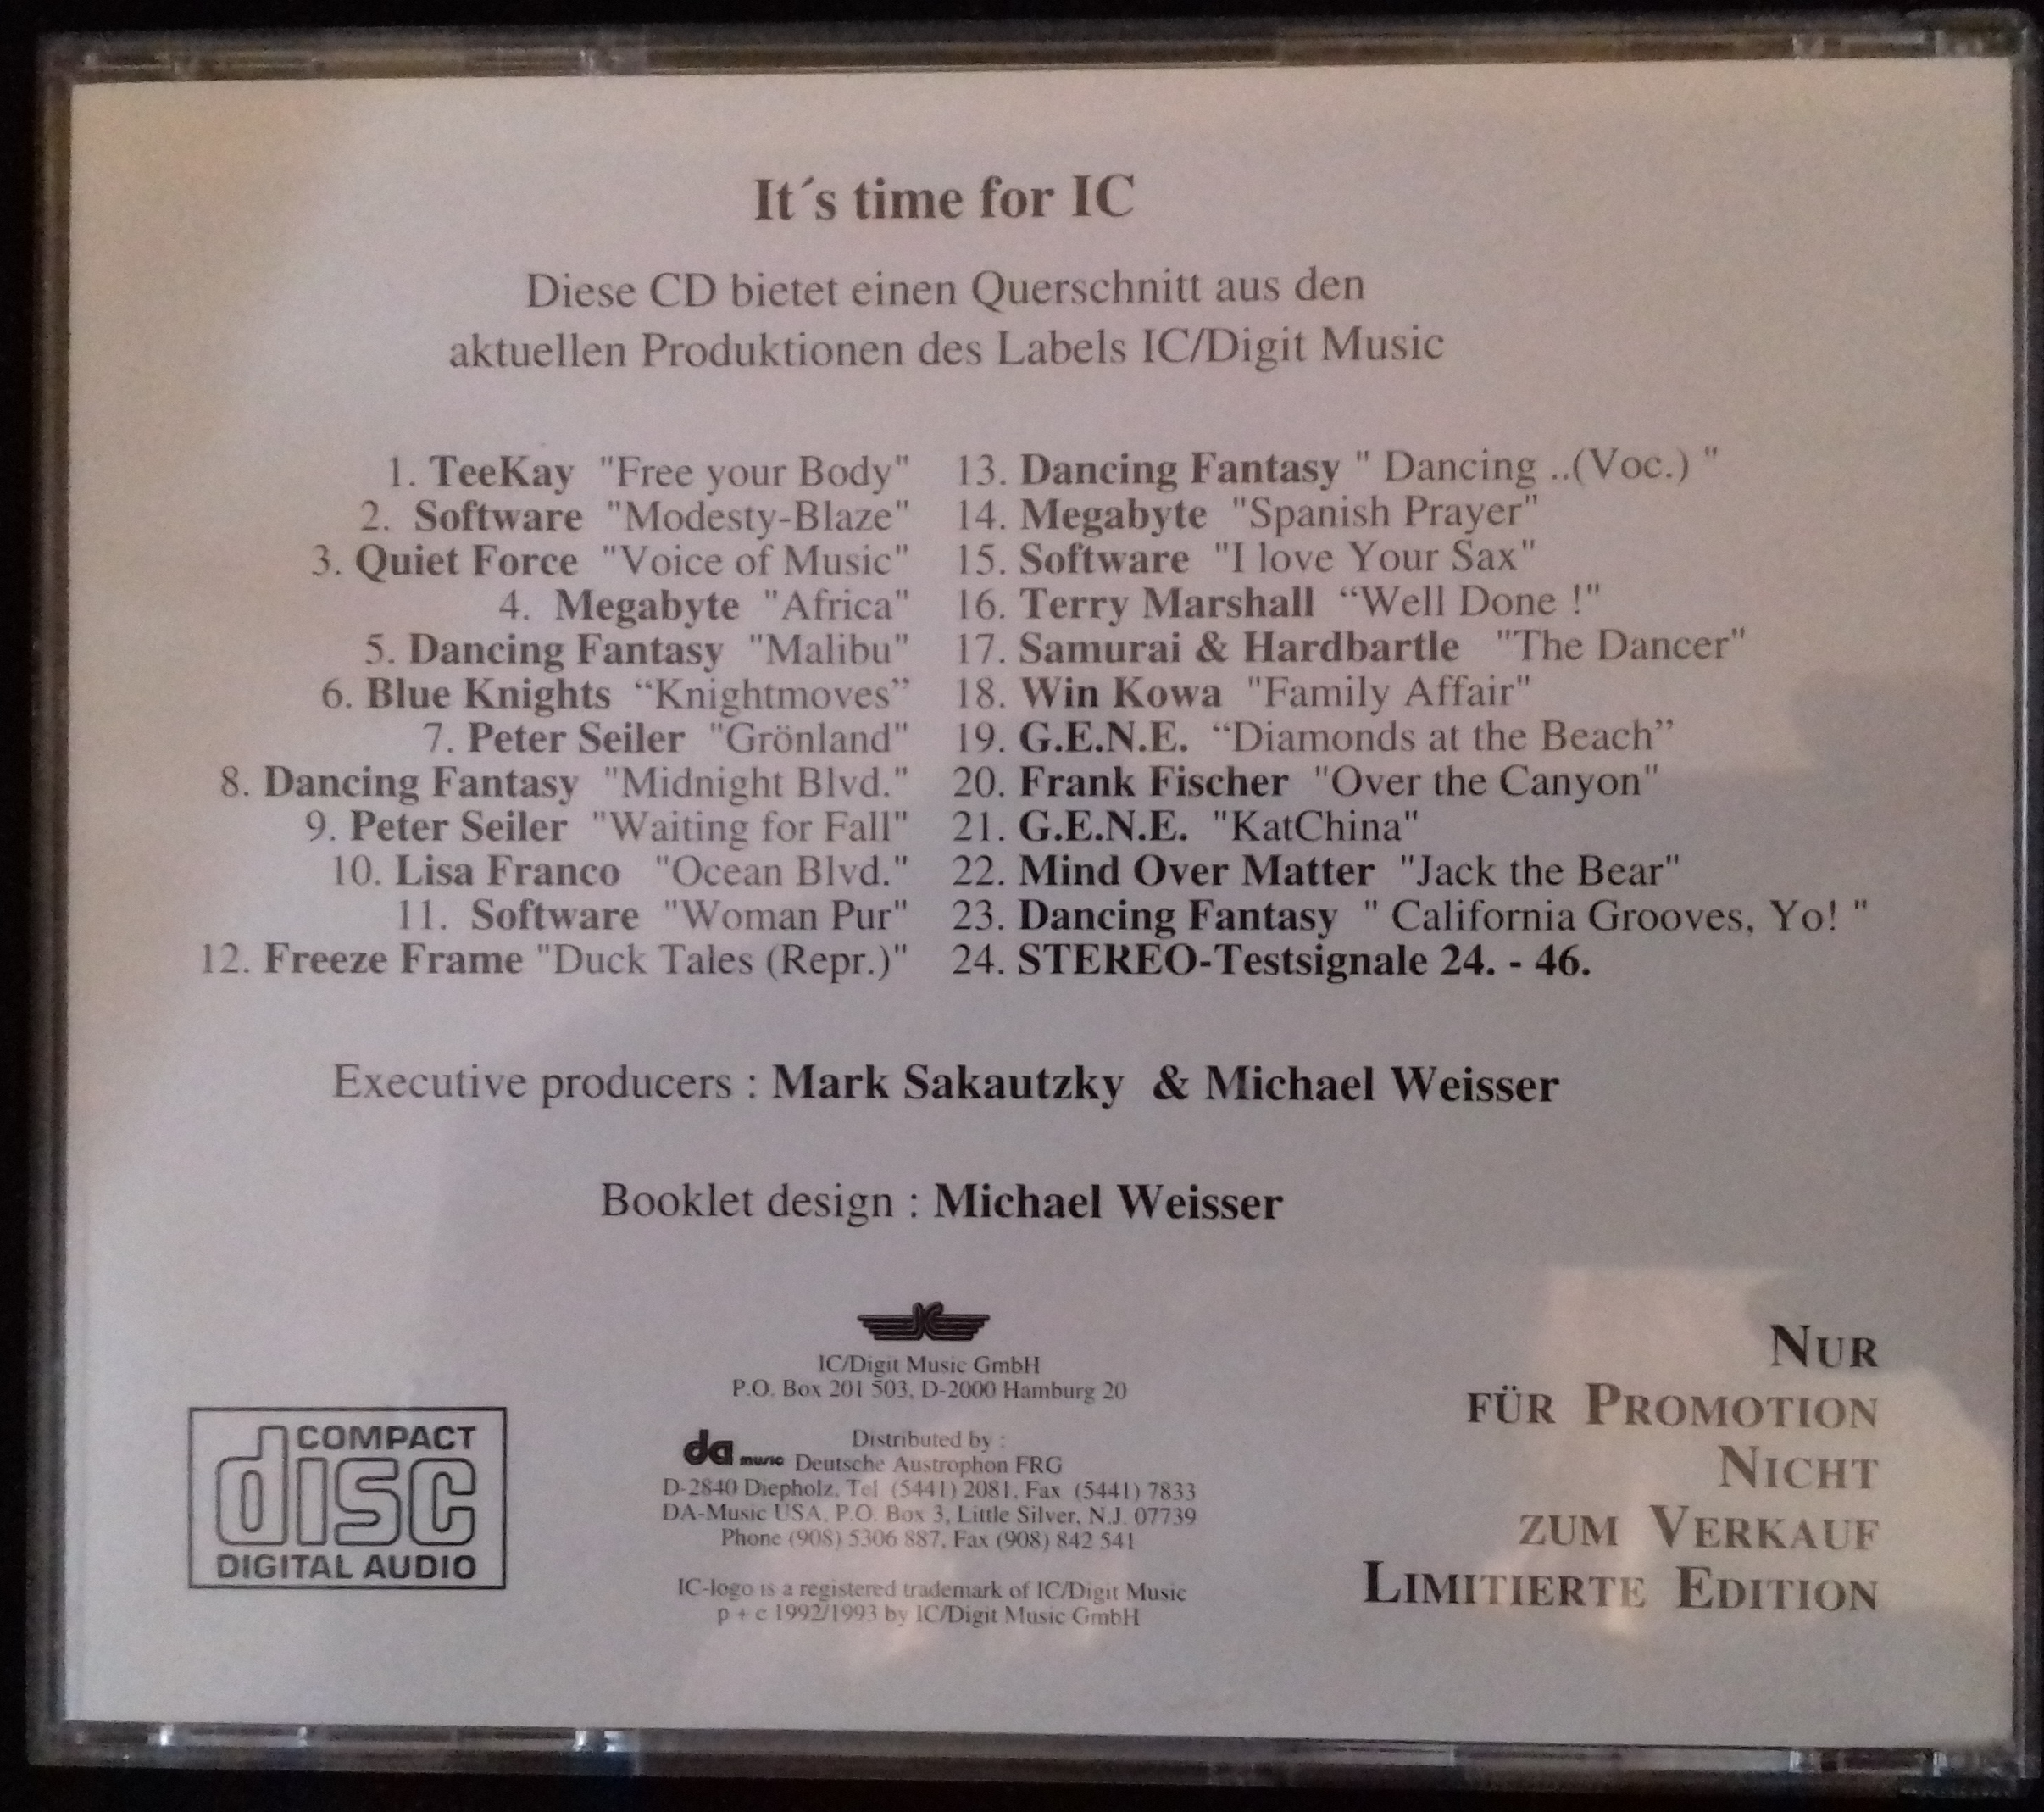 It´s time for IC
Diese CD bietet einen Querschnitt aus den
aktuellen Produktionen des Labels IC/Digit Music
1. TeeKay "Free your Body"
2. Software "Modesty-Blaze"
3. Quiet Force "Voice of Music"
4. Megabyte "Africa"
5. Dancing Fantasy "Malibu"
6. Blue Knights “Knightmoves”
7. Peter Seiler "Grönland"
8. Dancing Fantasy "Midnight Blvd."
9. Peter Seiler "Waiting for Fall"
10. Lisa Franco "Ocean Blvd."
11. Software "Woman Pur"
12. Freeze Frame "Duck Tales (Repr.)"
13. Dancing Fantasy " Dancing ..(Voc.) "
14. Megabyte "Spanish Prayer"
15. Software "I love Your Sax"
16. Terry Marshall “Well Done !"
17. Samurai & Hardbartle "The Dancer"
18. Win Kowa "Family Affair"
19. G.E.N.E. “Diamonds at the Beach”
20. Frank Fischer "Over the Canyon"
21. G.E.N.E. "KatChina"
22. Mind Over Matter "Jack the Bear"
23. Dancing Fantasy " California Grooves, Yo! "
24. STEREO-Testsignale 24. - 46.
Executive producers : Mark Sakautzky & Michael Weisser
Booklet design : Michael Weisser
IC
IC/Digit Music GmbH
P.O. Box 201 503, D-2000 Hamburg 20
Distributed by :
da music Deutsche Austrophon FRG
D-2840 Diepholz, Tel (5441) 2081, Fax (5441) 7833
DA-Music USA, P.O. Box 3, Little Silver, N.J. 07739
Phone (908) 5306 887, Fax (908) 842 541
IC-logo is a registered trademark of IC/Digit Music
p + c 1992/1993 by IC/Digit Music GmbH
COMPACT
disc
DIGITAL AUDIO
NUR
FÜR PROMOTION
NICHT
ZUM VERKAUF
LIMITIERTE EDITION